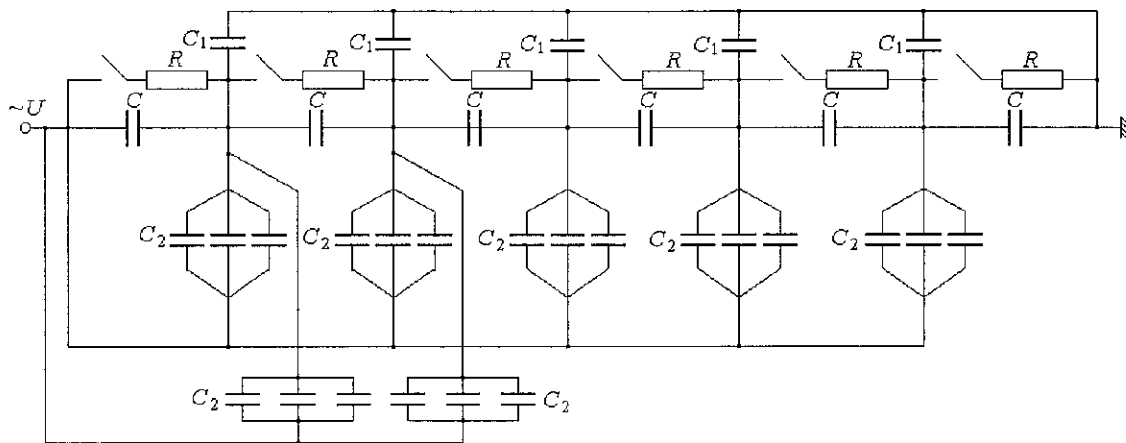 C₁ C₁ C₁ C₁ C₁
R R R R R R
~U C C C C C C
C₂ C₂ C₂ C₂ C₂
C₂ C₂